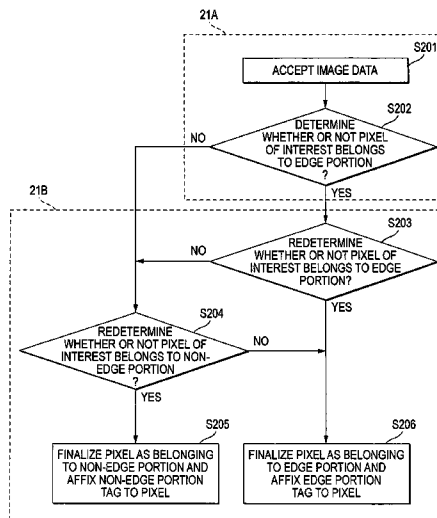 21A
S201
ACCEPT IMAGE DATA
S202
DETERMINE
WHETHER OR NOT PIXEL
OF INTEREST BELONGS
TO EDGE PORTION
?
NO
YES
21B
S203
REDETERMINE
WHETHER OR NOT PIXEL OF
INTEREST BELONGS TO EDGE
PORTION?
NO
YES
S204
REDETERMINE
WHETHER OR NOT PIXEL OF
INTEREST BELONGS TO NON-
EDGE PORTION
?
NO
YES
S205
FINALIZE PIXEL AS BELONGING
TO NON-EDGE PORTION AND
AFFIX NON-EDGE PORTION
TAG TO PIXEL
S206
FINALIZE PIXEL AS BELONGING
TO EDGE PORTION AND
AFFIX EDGE PORTION
TAG TO PIXEL